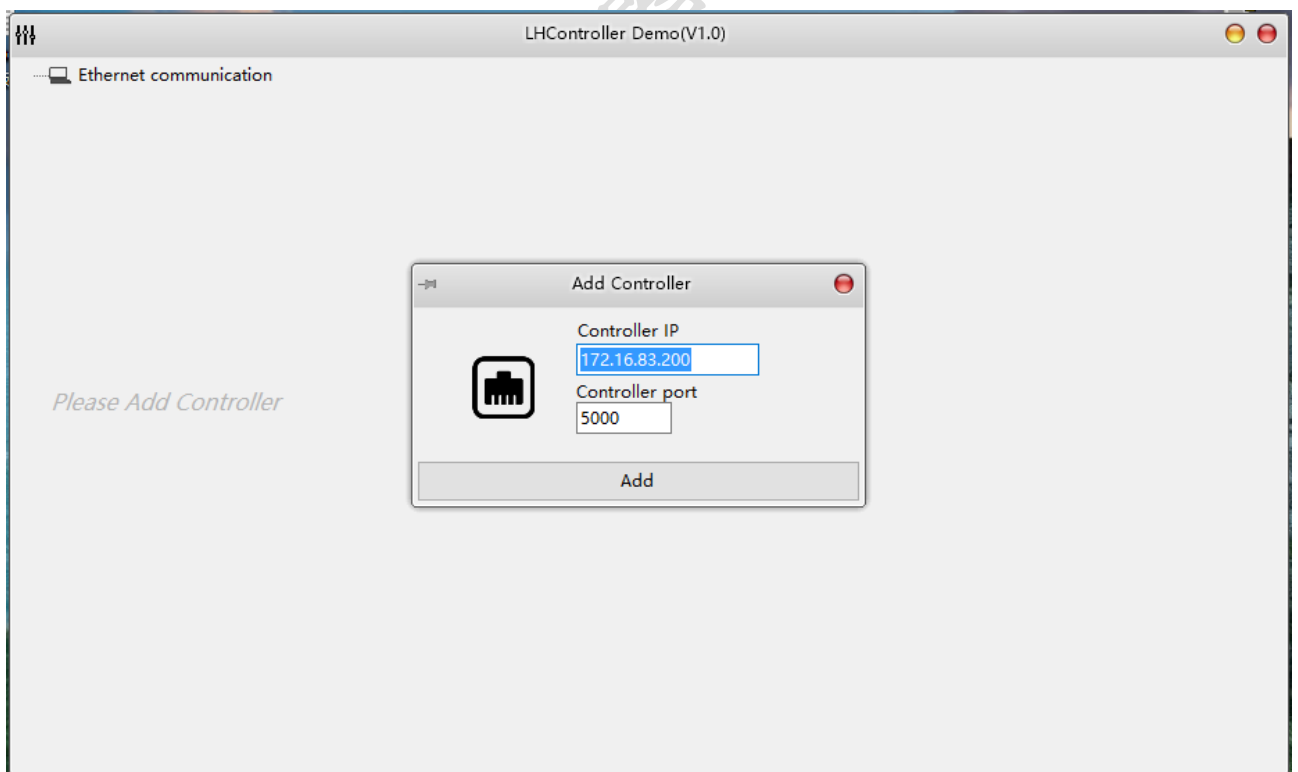 LHController Demo(V1.0)
Ethernet communication
Add Controller
Controller IP
172.16.83.200
Controller port
5000
Please Add Controller
Add